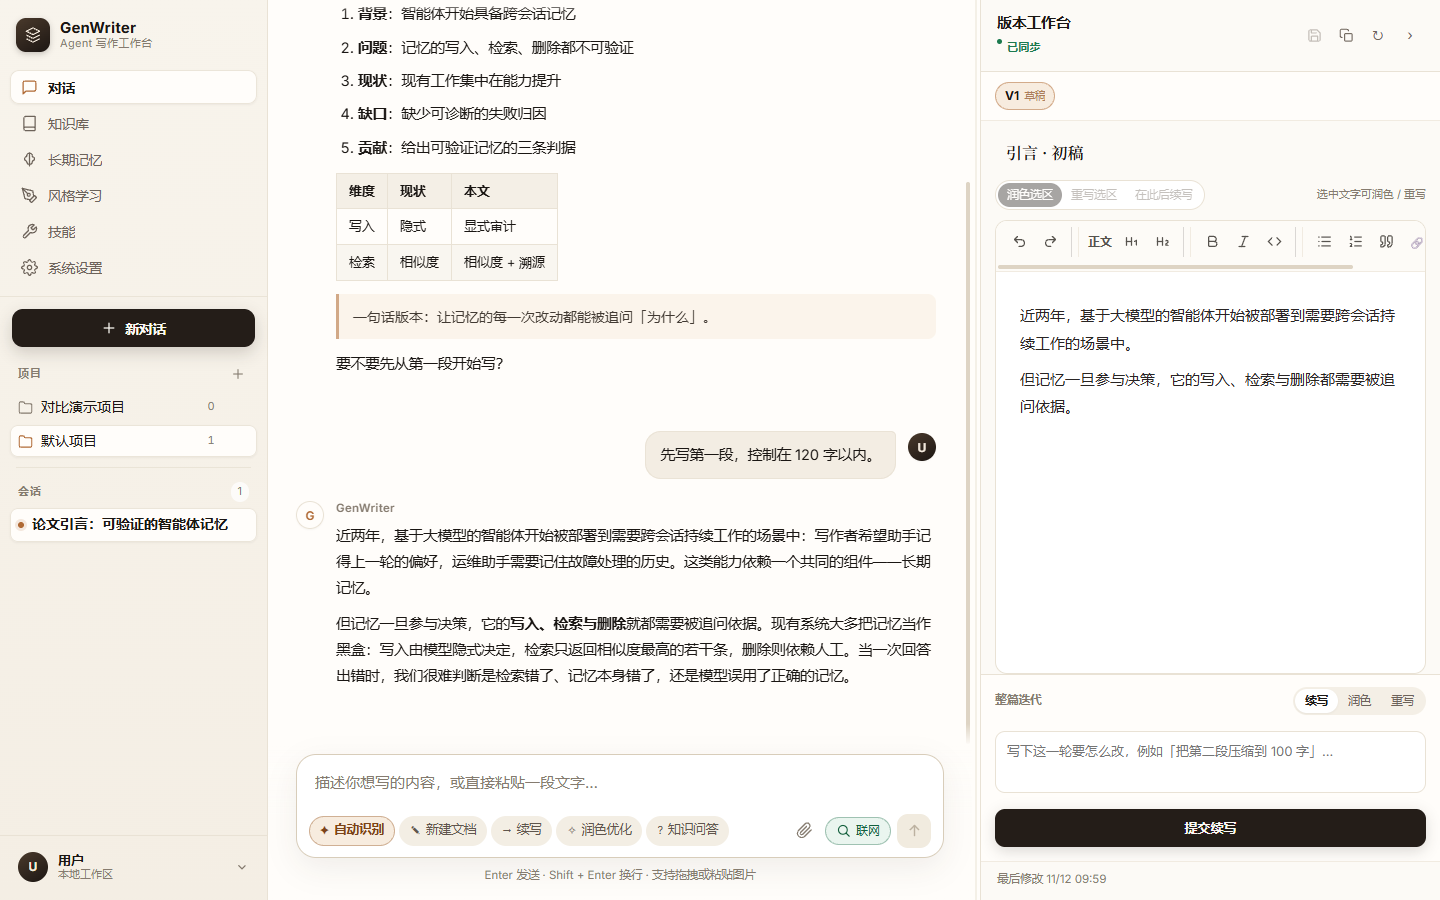 GenWriter
Agent 写作工作台
对话
知识库
长期记忆
风格学习
技能
系统设置
新对话
项目
对比演示项目 0
默认项目 1
会话 1
论文引言：可验证的智能体记忆
U
用户
本地工作区
1. 背景：智能体开始具备跨会话记忆
2. 问题：记忆的写入、检索、删除都不可验证
3. 现状：现有工作集中在能力提升
4. 缺口：缺少可诊断的失败归因
5. 贡献：给出可验证记忆的三条判据
维度 现状 本文
写入 隐式 显式审计
检索 相似度 相似度 + 溯源
一句话版本：让记忆的每一次改动都能被追问「为什么」。
要不要先从第一段开始写？
先写第一段，控制在 120 字以内。
U
G
GenWriter
近两年，基于大模型的智能体开始被部署到需要跨会话持续工作的场景中：写作者希望助手记
得上一轮的偏好，运维助手需要记住故障处理的历史。这类能力依赖一个共同的组件——长期
记忆。
但记忆一旦参与决策，它的写入、检索与删除就都需要被追问依据。现有系统大多把记忆当作
黑盒：写入由模型隐式决定，检索只返回相似度最高的若干条，删除则依赖人工。当一次回答
出错时，我们很难判断是检索错了、记忆本身错了，还是模型误用了正确的记忆。
描述你想写的内容，或直接粘贴一段文字...
自动识别 新建文档 → 续写 润色优化 ? 知识问答 联网
Enter 发送 · Shift + Enter 换行 · 支持拖拽或粘贴图片
版本工作台
已同步
V1 草稿
引言 · 初稿
润色选区 重写选区 在此后续写 选中文字可润色 / 重写
正文 H1 H2 B I
近两年，基于大模型的智能体开始被部署到需要跨会话持
续工作的场景中。
但记忆一旦参与决策，它的写入、检索与删除都需要被追
问依据。
整篇迭代 续写 润色 重写
写下这一轮要怎么改，例如「把第二段压缩到 100 字」...
提交续写
最后修改 11/12 09:59